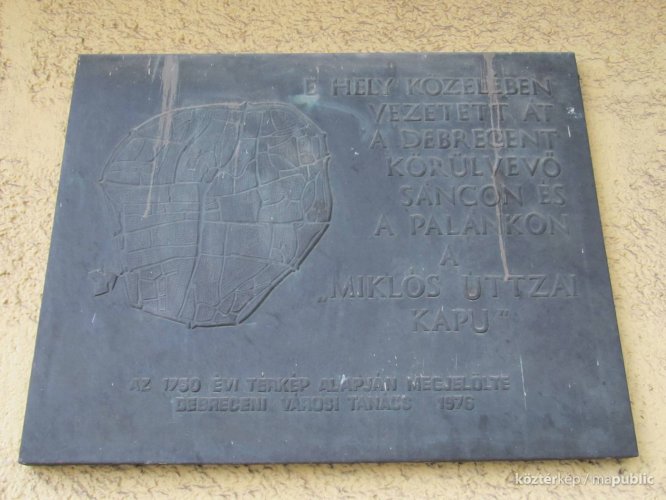 E HELY KÖZELÉBEN
VEZETETT ÁT
A DEBRECENT
KÖRÜLVEVŐ
SÁNCON ÉS
A PALÁNKON
A
„MIKLÓS UTTZAI
KAPU"
AZ 1750 ÉVI TÉRKÉP ALAPJÁN MEGJELÖLTE
DEBRECENI VÁROSI TANÁCS 1976
köztérkép / mapublic